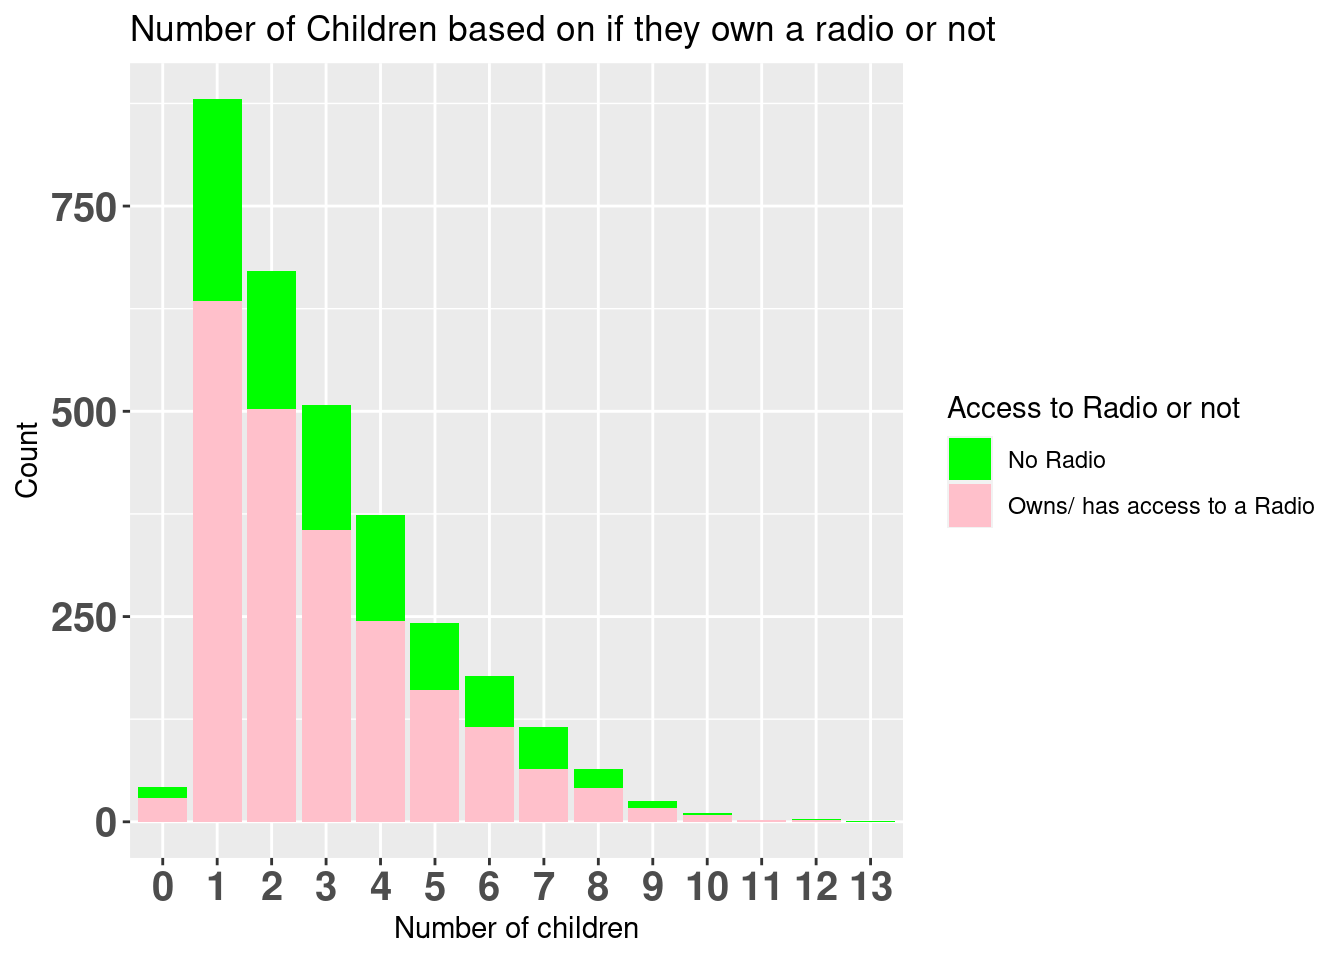 Number of Children based on if they own a radio or not
750
500
250
0
Count
0 1 2 3 4 5 6 7 8 9 10 11 12 13
Number of children
Access to Radio or not
No Radio
Owns/ has access to a Radio